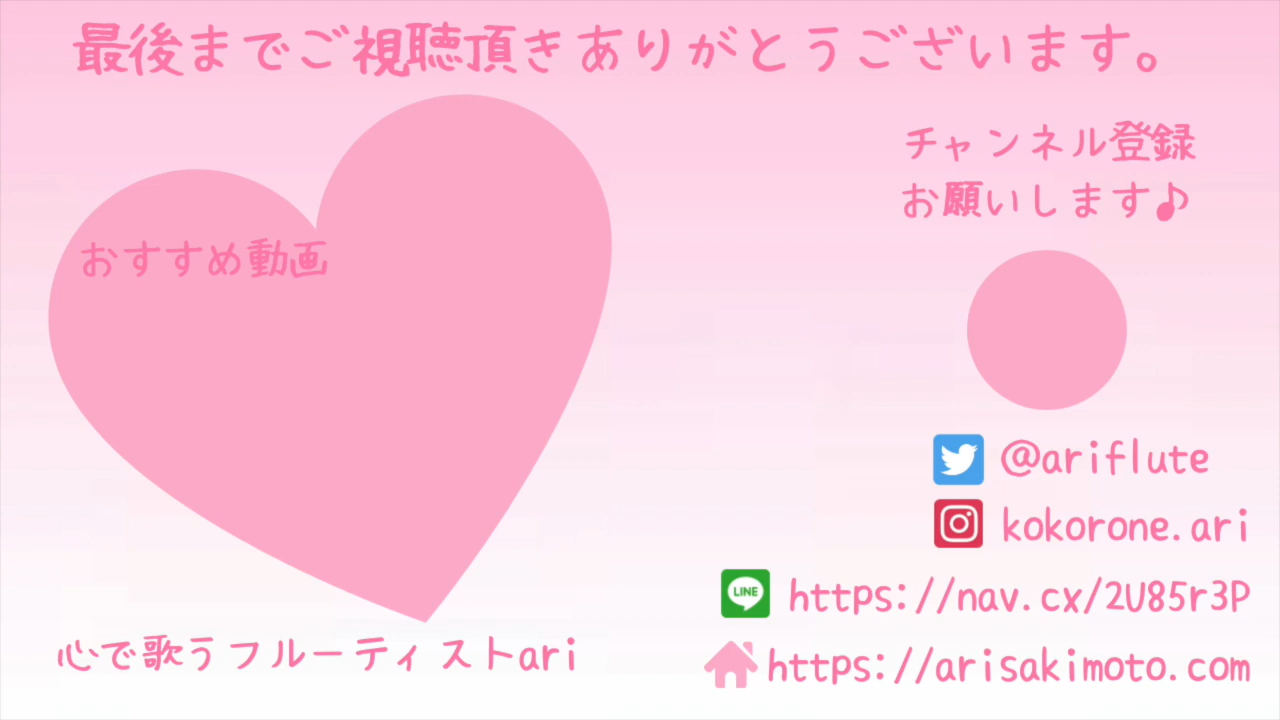 最後までご視聴頂きありがとうございます。
チャンネル登録
お願いします♪
おすすめ動画
@ariflute
kokorone.ari
LINE https://nav.cx/2U85r3P
心で歌うフルーティストari
https://arisakimoto.com